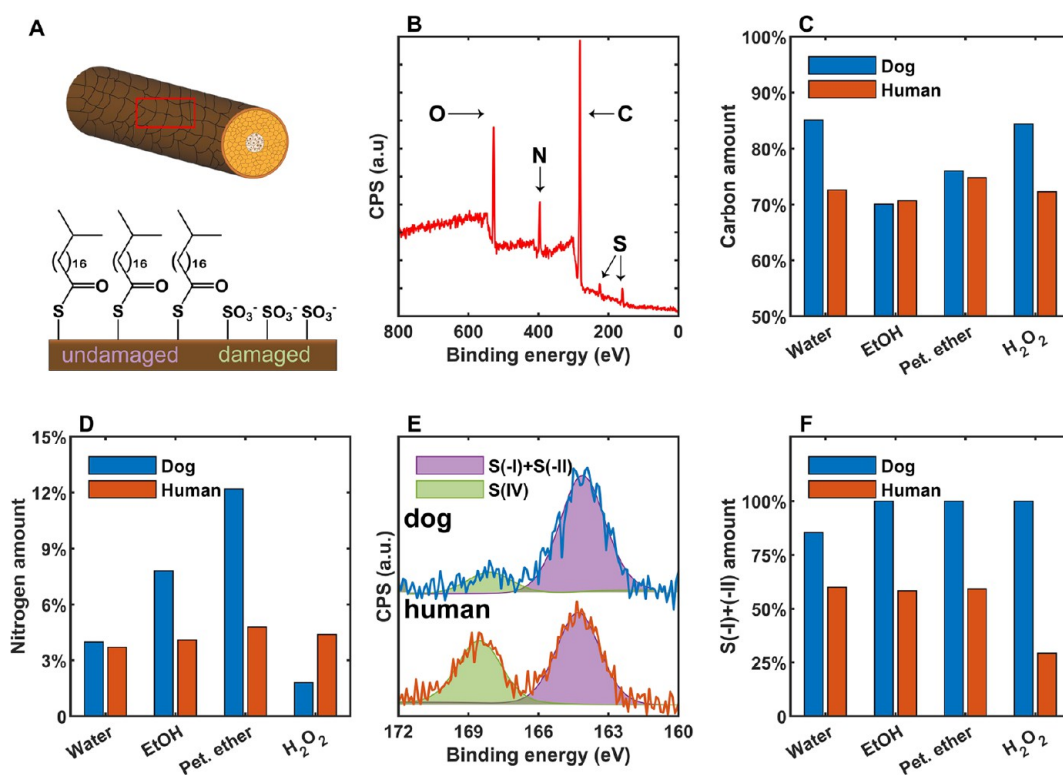 A
16
16
16
O
O
O
S
S
S
SO₃⁻
SO₃⁻
SO₃⁻
undamaged
damaged
B
O
C
N
S
CPS (a.u)
800
600
400
200
0
Binding energy (eV)
C
Dog
Human
100%
90%
80%
70%
60%
50%
Carbon amount
Water
EtOH
Pet. ether
H₂O₂
D
Dog
Human
15%
12%
9%
6%
3%
0
Nitrogen amount
Water
EtOH
Pet. ether
H₂O₂
E
S(-I)+S(-II)
S(IV)
dog
human
CPS (a.u.)
172
169
166
163
160
Binding energy (eV)
F
Dog
Human
100%
75%
50%
25%
0
S(-I)+(-II) amount
Water
EtOH
Pet. ether
H₂O₂